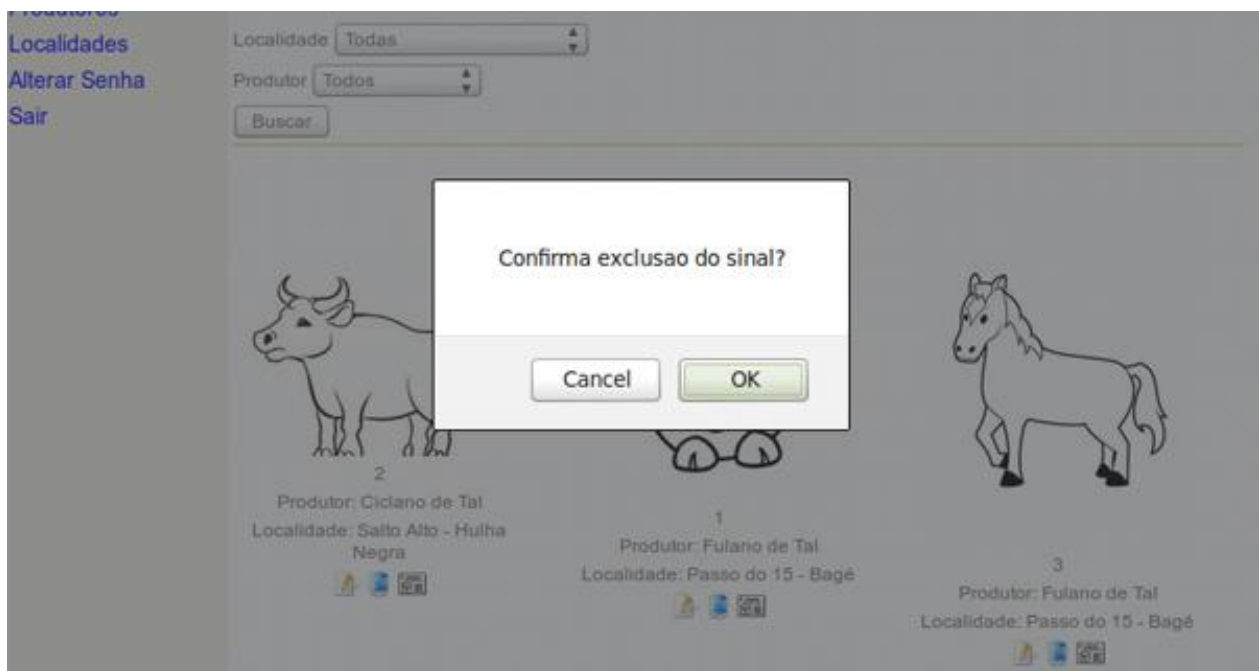 Produtores
Localidades
Alterar Senha
Sair
Localidade Todas
Produtor Todos
Buscar
Confirma exclusao do sinal?
Cancel OK
2
Produtor: Ciclano de Tal
Localidade: Salto Alto - Hulha
Negra
1
Produtor: Fulano de Tal
Localidade: Passo do 15 - Bagé
3
Produtor: Fulano de Tal
Localidade: Passo do 15 - Bagé